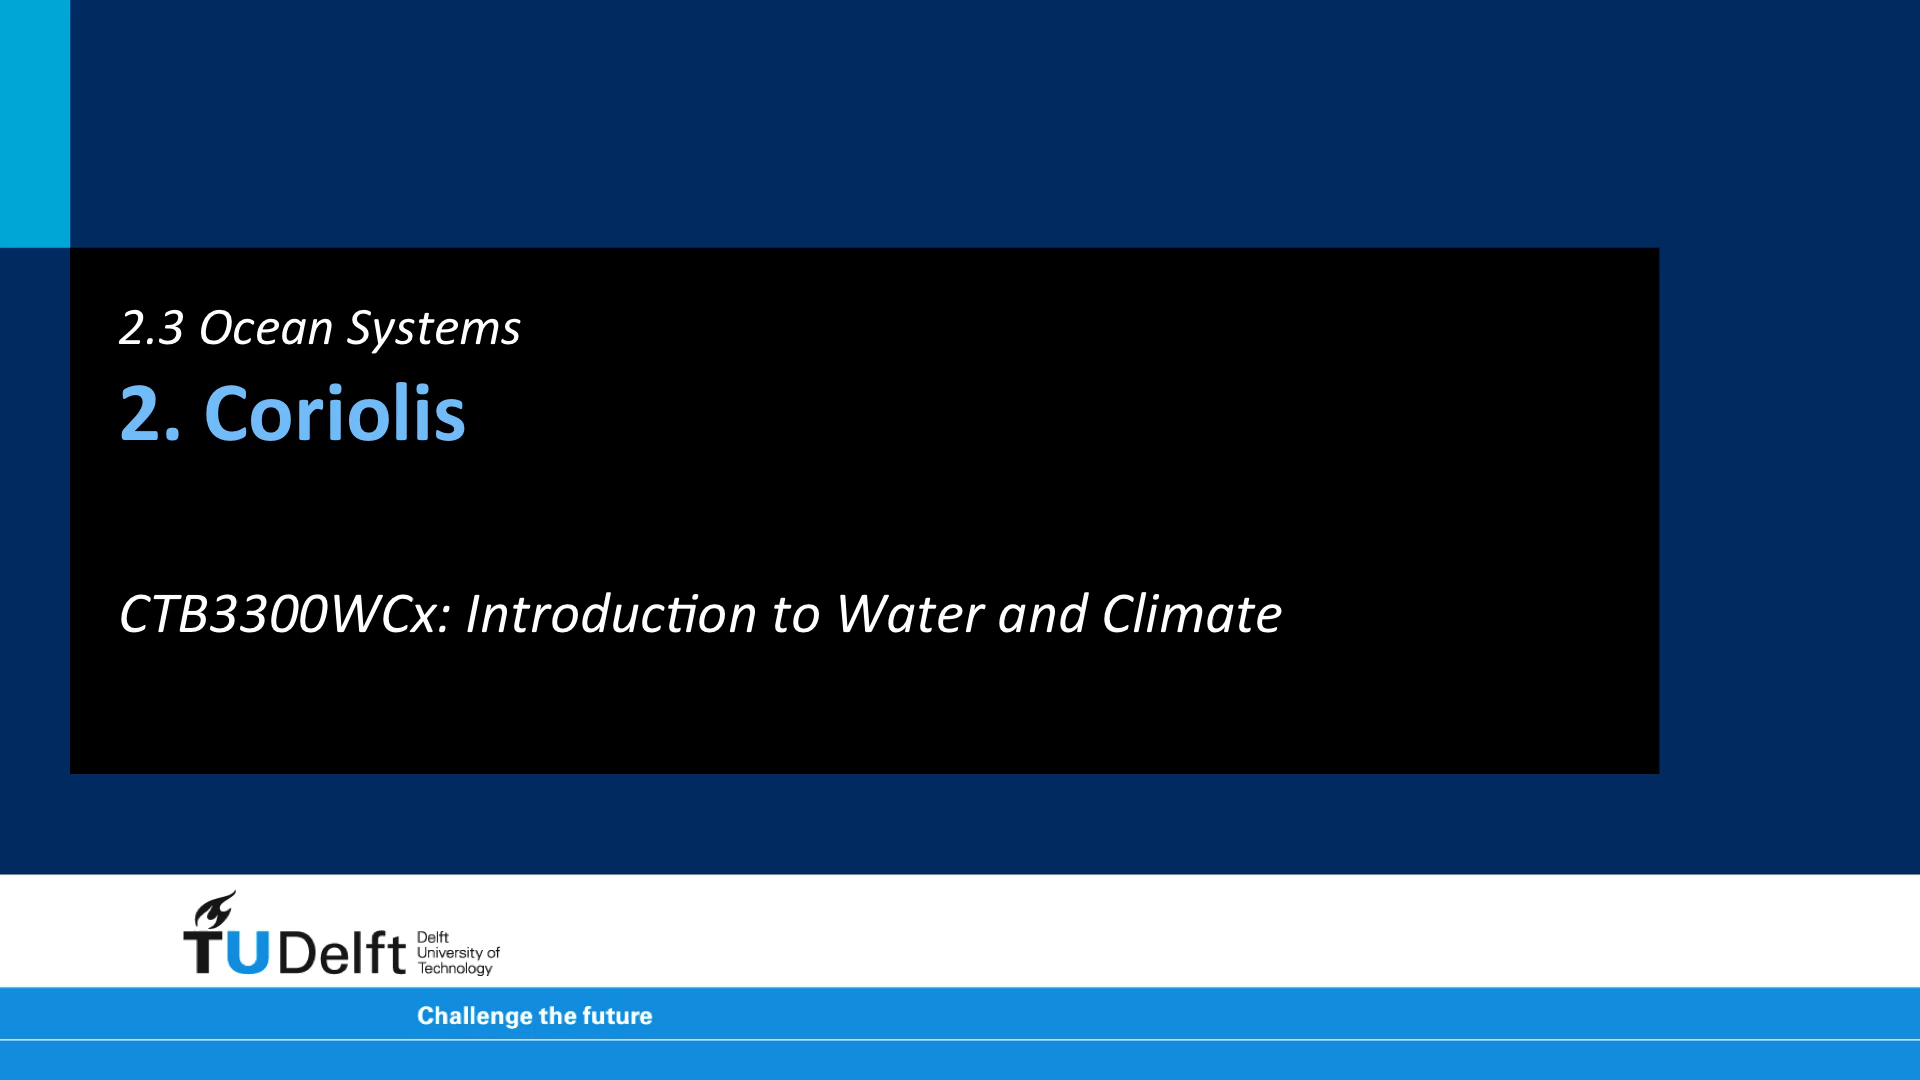 2.3 Ocean Systems
2. Coriolis
CTB3300WCx: Introduction to Water and Climate
TUDelft
Delft
University of
Technology
Challenge the future